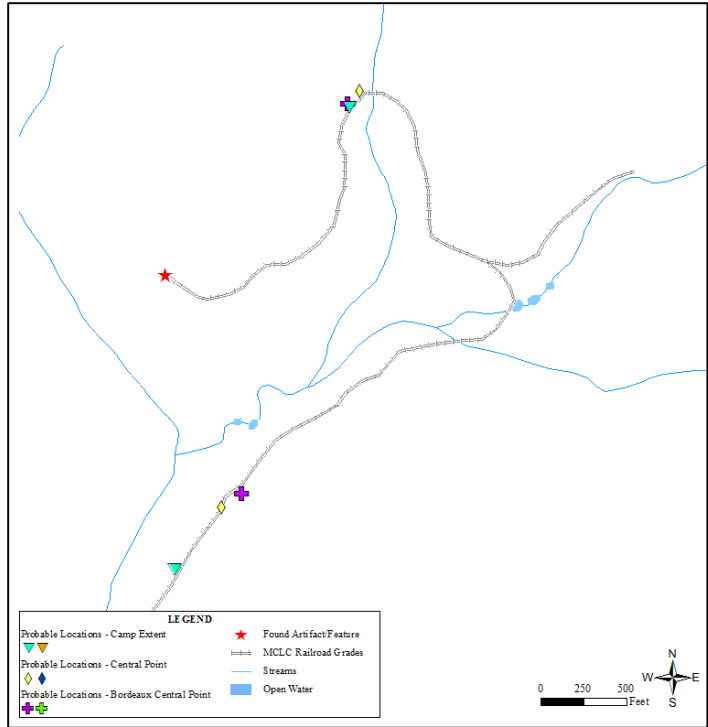 LEGEND
Probable Locations - Camp Extent
Probable Locations - Central Point
Probable Locations - Bordeaux Central Point
Found Artifact/Feature
MCLC Railroad Grades
Streams
Open Water
N
W E
S
0 250 500
Feet